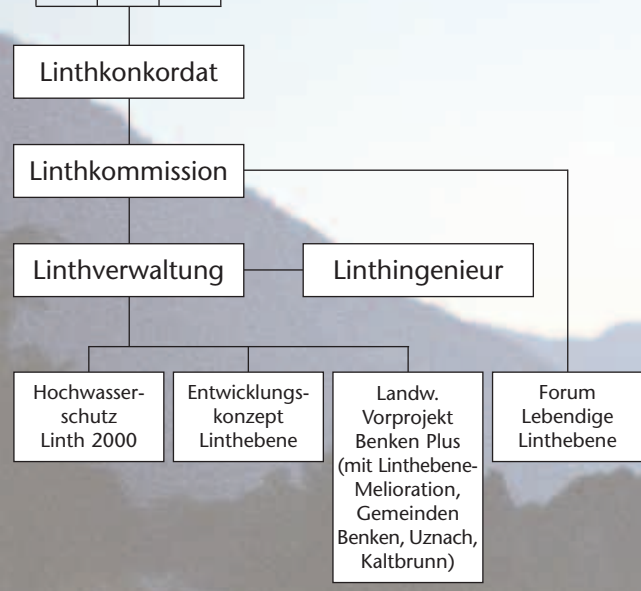 Linthkonkordat
Linthkommission
Linthverwaltung
Linthingenieur
Hochwasser-
schutz
Linth 2000
Entwicklungs-
konzept
Linthebene
Landw.
Vorprojekt
Benken Plus
(mit Linthebene-
Melioration,
Gemeinden
Benken, Uznach,
Kaltbrunn)
Forum
Lebendige
Linthebene